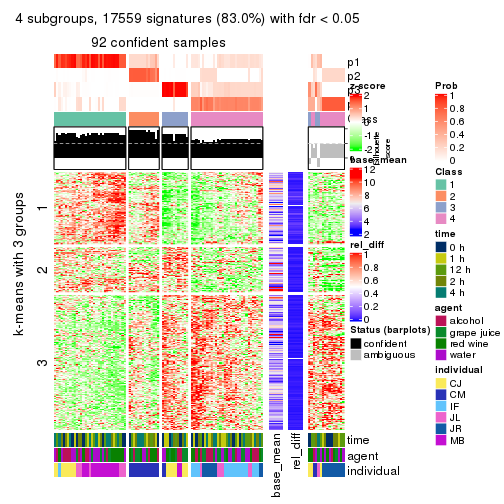 4 subgroups, 17559 signatures (83.0%) with fdr < 0.05
92 confident samples
p1
p2
p3
Class
Silhouette
score
1
2
3
k-means with 3 groups
time
agent
individual
base_mean
rel_diff
z-score
2
1
0
-1
-2
base_mean
12
10
8
6
4
2
rel_diff
1
0.8
0.6
0.4
0.2
0
Status (barplots)
confident
ambiguous
Prob
1
0.8
0.6
0.4
0.2
0
Class
1
2
3
4
time
0 h
1 h
12 h
2 h
4 h
agent
alcohol
grape juice
red wine
water
individual
CJ
CM
IF
JL
JR
MB